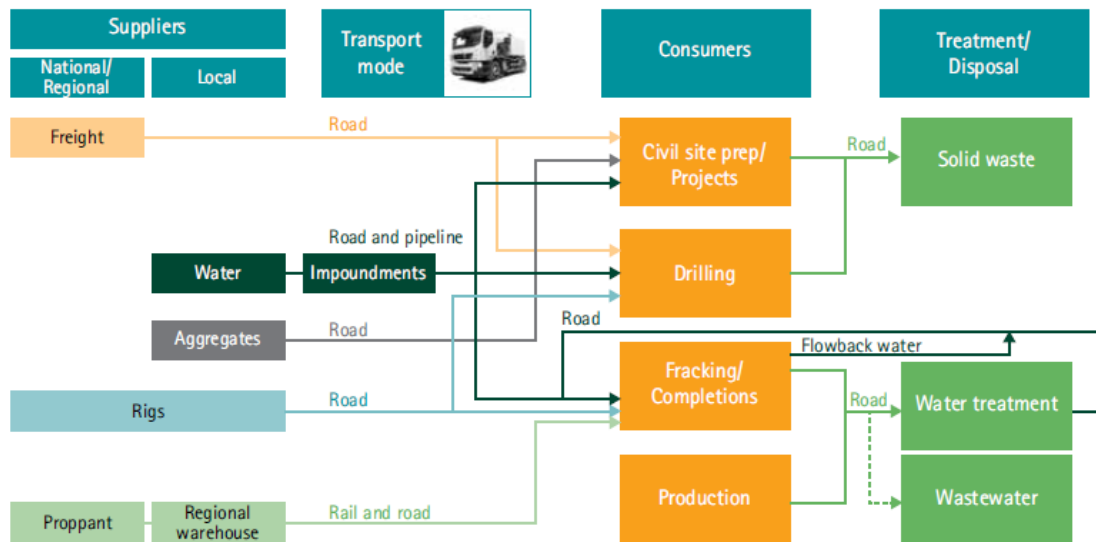 Suppliers
National/
Regional
Local
Transport
mode
Consumers
Treatment/
Disposal
Freight
Road
Civil site prep/
Projects
Road
Solid waste
Road and pipeline
Water
Impoundments
Drilling
Aggregates
Road
Road
Flowback water
Fracking/
Completions
Rigs
Road
Road
Water treatment
Production
Wastewater
Proppant
Regional
warehouse
Rail and road